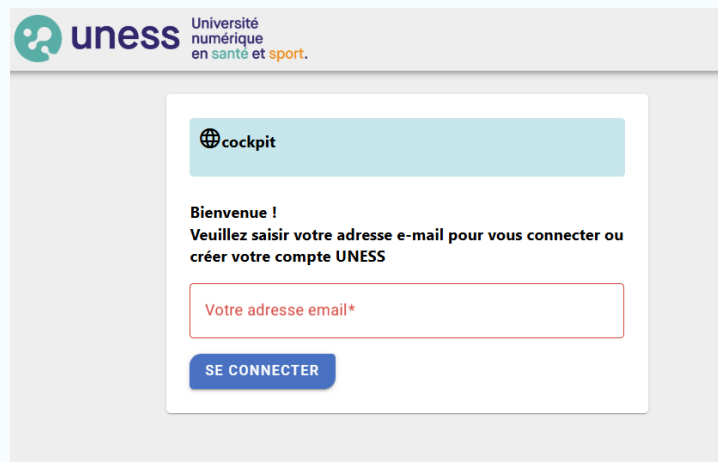 uness
Université
numérique
en santé et sport.
cockpit
Bienvenue !
Veuillez saisir votre adresse e-mail pour vous connecter ou
créer votre compte UNESS
Votre adresse email*
SE CONNECTER